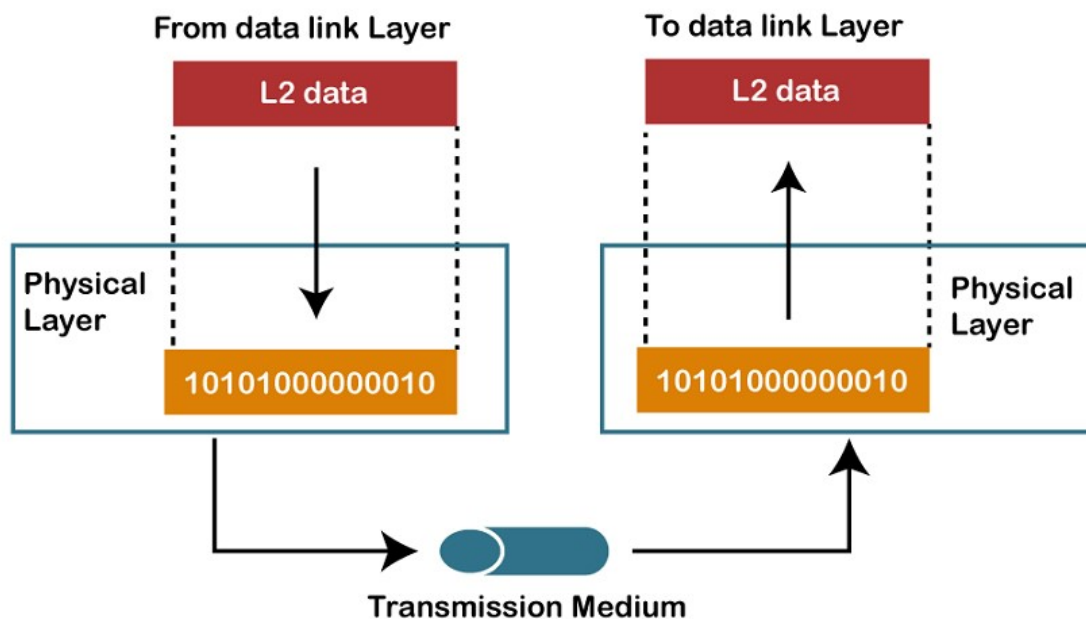 From data link Layer
L2 data
Physical
Layer
10101000000010
To data link Layer
L2 data
Physical
Layer
10101000000010
Transmission Medium